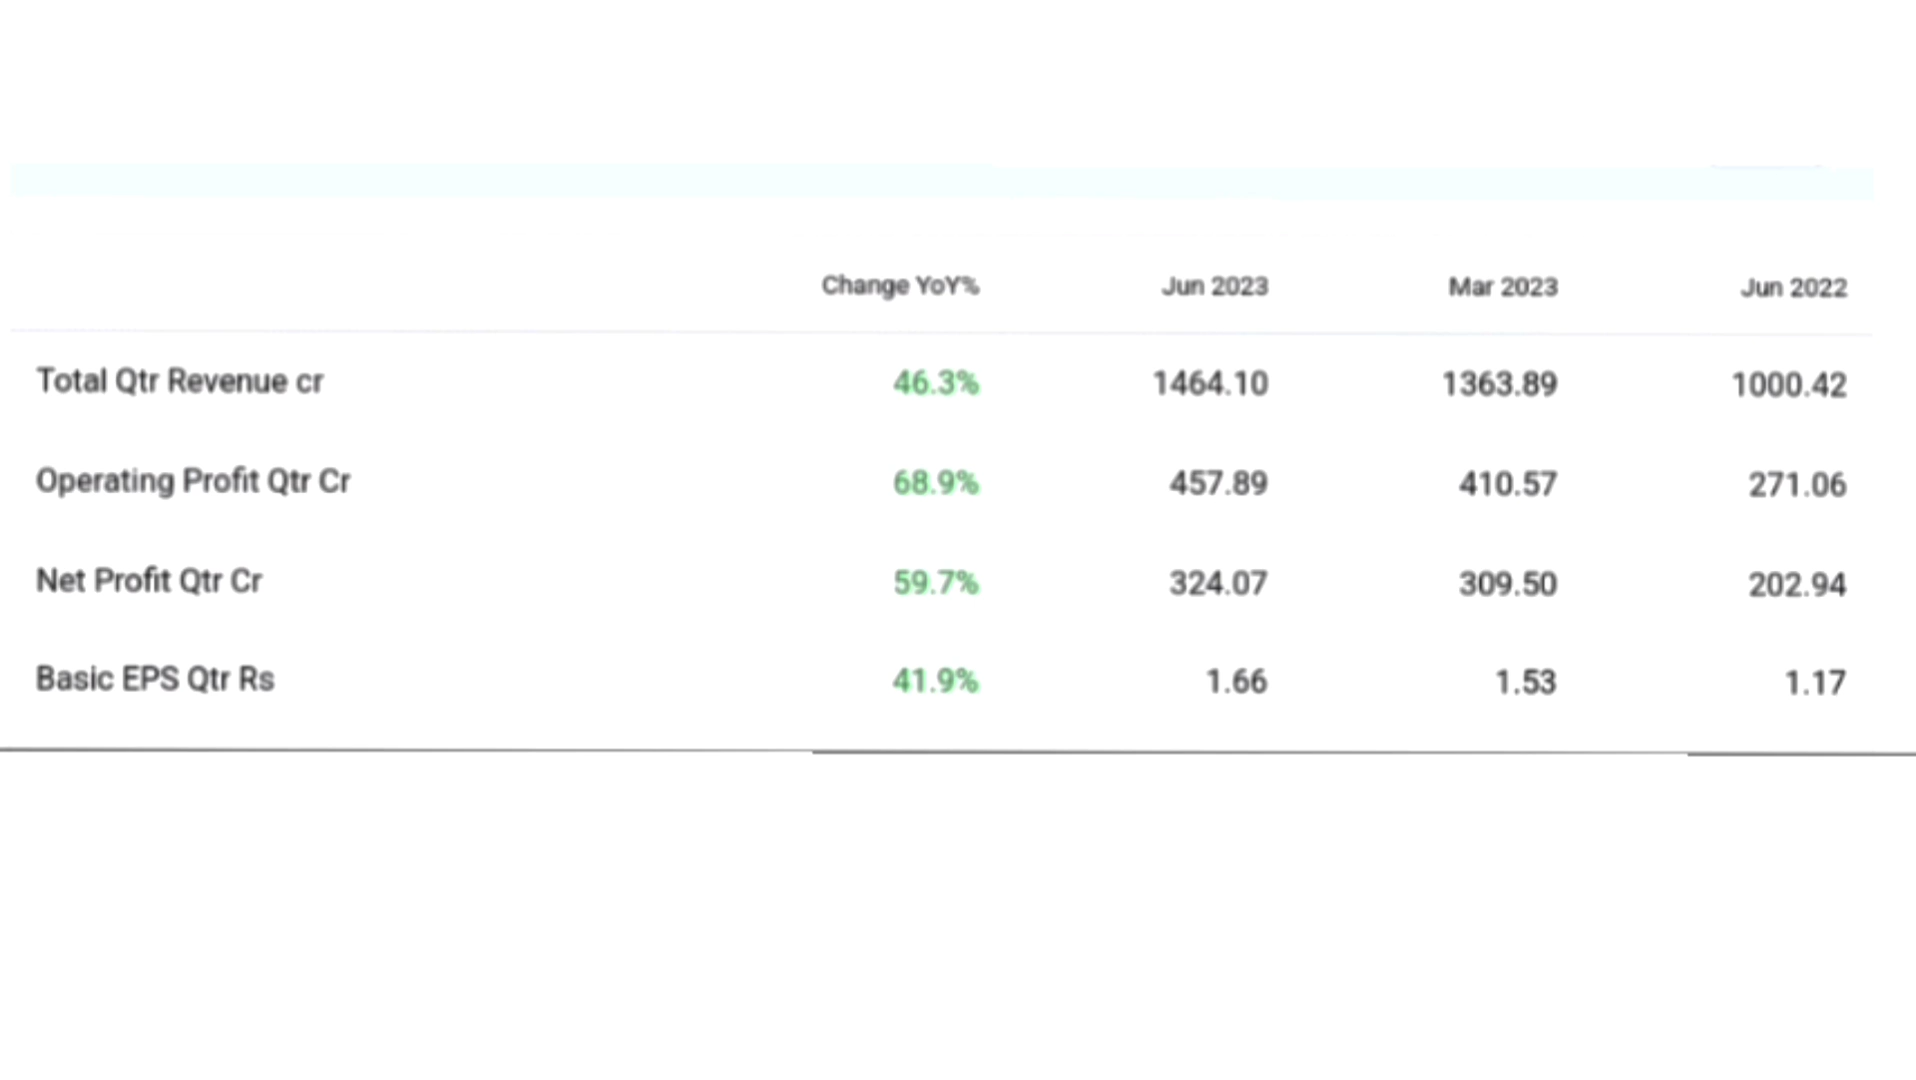 Change YoY% Jun 2023 Mar 2023 Jun 2022
Total Qtr Revenue cr 46.3% 1464.10 1363.89 1000.42
Operating Profit Qtr Cr 68.9% 457.89 410.57 271.06
Net Profit Qtr Cr 59.7% 324.07 309.50 202.94
Basic EPS Qtr Rs 41.9% 1.66 1.53 1.17